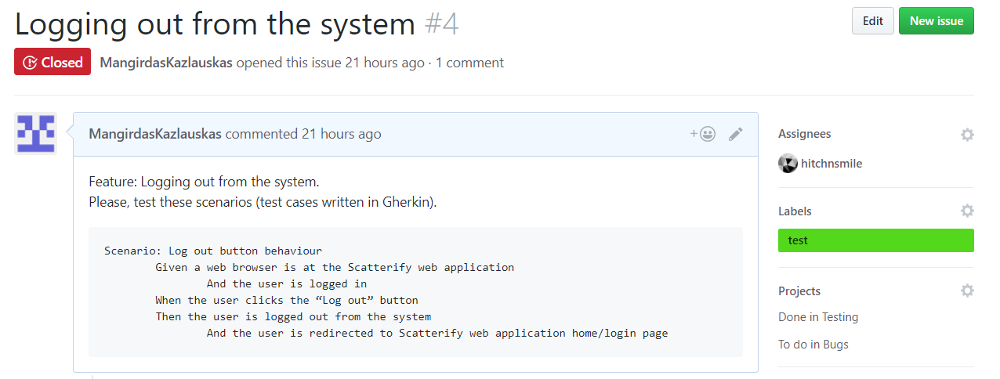 Logging out from the system #4
Edit
New issue
Closed
MangirdasKazlauskas opened this issue 21 hours ago · 1 comment
MangirdasKazlauskas commented 21 hours ago
Feature: Logging out from the system.
Please, test these scenarios (test cases written in Gherkin).
Scenario: Log out button behaviour
Given a web browser is at the Scatterify web application
And the user is logged in
When the user clicks the “Log out” button
Then the user is logged out from the system
And the user is redirected to Scatterify web application home/login page
Assignees
hitchnsmile
Labels
test
Projects
Done in Testing
To do in Bugs